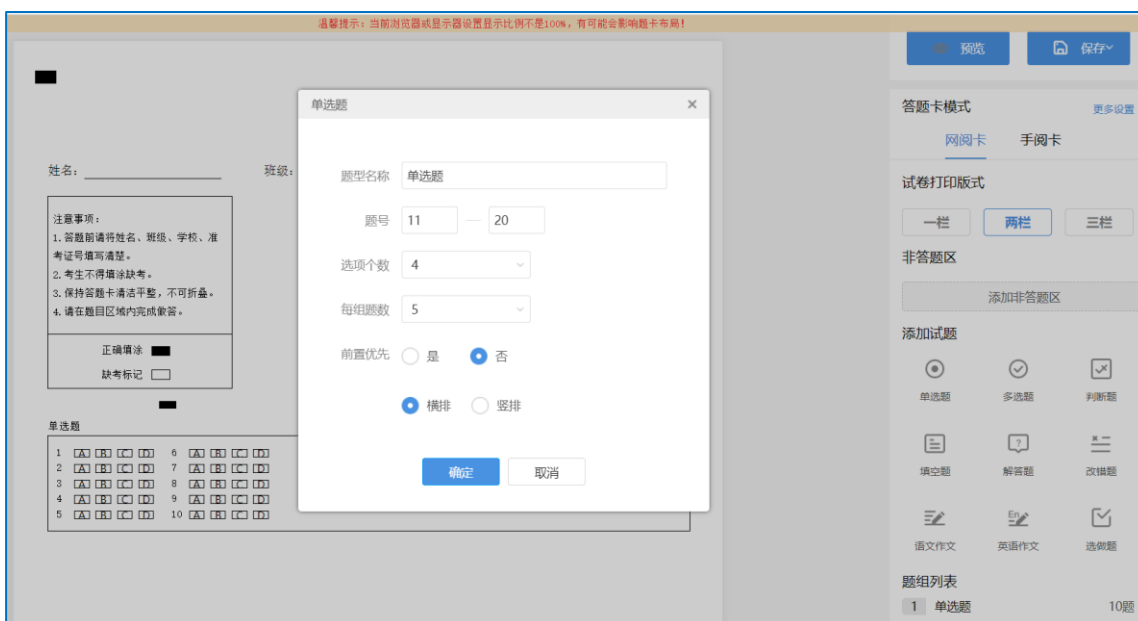 温馨提示：当前浏览器或显示器设置显示比例不是100%，有可能会影响题卡布局！
预览
保存
姓名：
班级：
注意事项：
1.答题前请将姓名、班级、学校、准
考证号填写清楚。
2.考生不得填涂缺考。
3.保持答题卡清洁平整，不可折叠。
4.请在题目区域内完成做答。
正确填涂
缺考标记
单选题
1 A B C D 6 A B C D
2 A B C D 7 A B C D
3 A B C D 8 A B C D
4 A B C D 9 A B C D
5 A B C D 10 A B C D
单选题 ×
题型名称 单选题
题号 11 — 20
选项个数 4
每组题数 5
前置优先 是 否
横排 竖排
确定 取消
答题卡模式 更多设置
网阅卡 手阅卡
试卷打印版式
一栏 两栏 三栏
非答题区
添加非答题区
添加试题
单选题 多选题 判断题
填空题 解答题 改错题
En
语文作文 英语作文 选做题
题组列表
1 单选题 10题